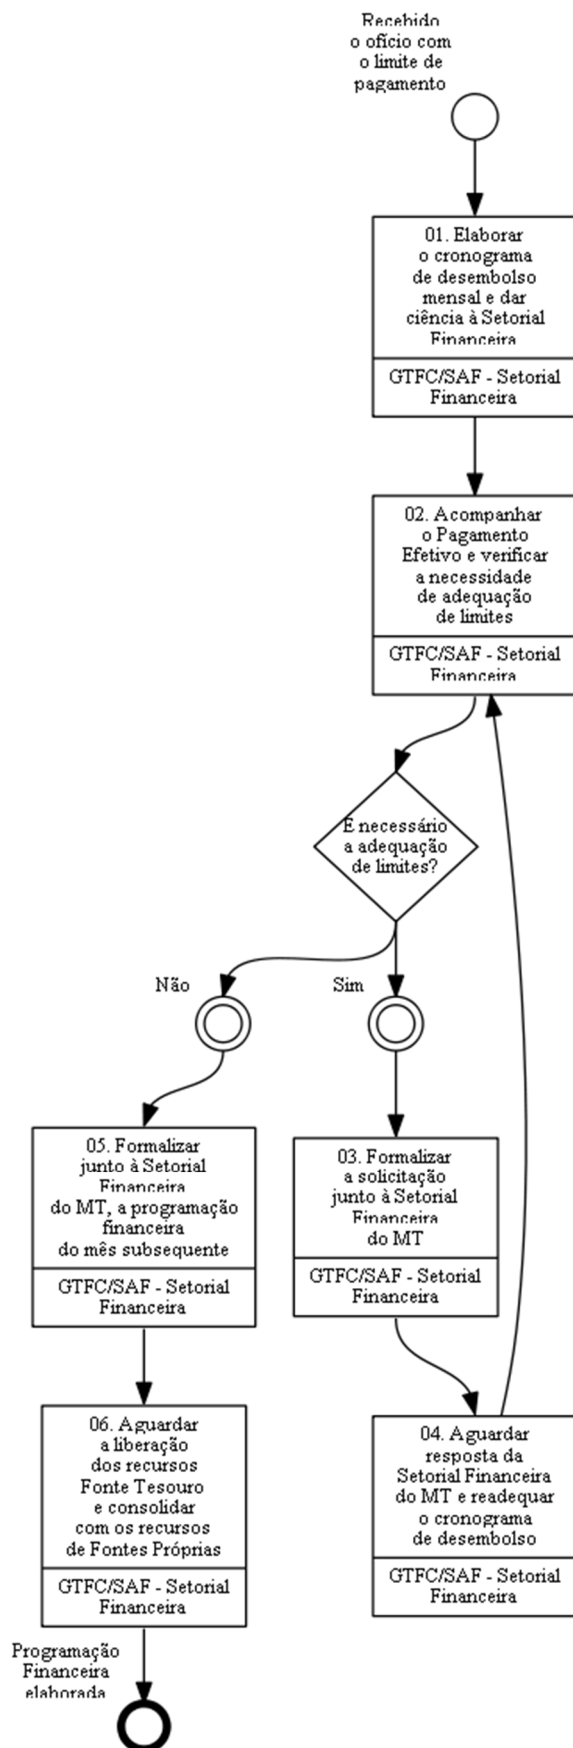 Recebido
o ofício com
o limite de
pagamento
01. Elaborar
o cronograma
de desembolso
mensal e dar
ciência à Setorial
Financeira
GTFC/SAF - Setorial
Financeira
02. Acompanhar
o Pagamento
Efetivo e verificar
a necessidade
de adequação
de limites
GTFC/SAF - Setorial
Financeira
É necessário
a adequação
de limites?
Não
Sim
05. Formalizar
junto à Setorial
Financeira
do MT, a programação
financeira
do mês subsequente
GTFC/SAF - Setorial
Financeira
03. Formalizar
a solicitação
junto à Setorial
Financeira
do MT
GTFC/SAF - Setorial
Financeira
06. Aguardar
a liberação
dos recursos
Fonte Tesouro
e consolidar
com os recursos
de Fontes Próprias
GTFC/SAF - Setorial
Financeira
04. Aguardar
resposta da
Setorial Financeira
do MT e readequar
o cronograma
de desembolso
GTFC/SAF - Setorial
Financeira
Programação
Financeira
elaborada